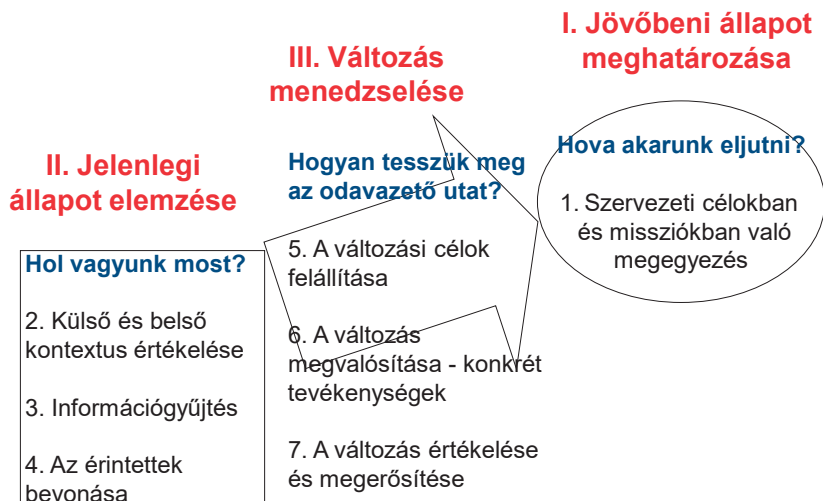 I. Jövőbeni állapot
meghatározása
III. Változás
menedzselése
II. Jelenlegi
állapot elemzése
Hova akarunk eljutni?
1. Szervezeti célokban
és missziókban való
megegyezés
Hogyan tesszük meg
az odavazető utat?
5. A változási célok
felállítása
6. A változás
megvalósítása - konkrét
tevékenységek
7. A változás értékelése
és megerősítése
Hol vagyunk most?
2. Külső és belső
kontextus értékelése
3. Információgyűjtés
4. Az érintettek
bevonása